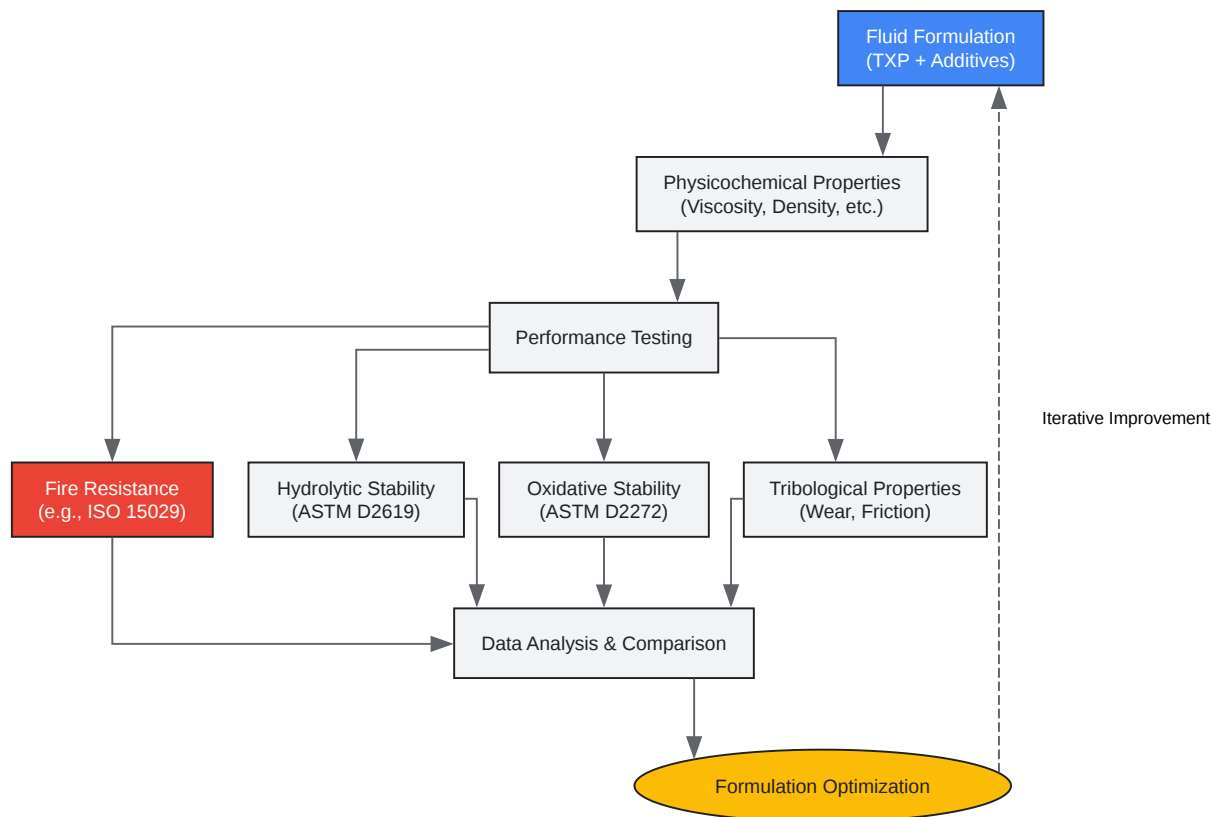 Fluid Formulation
(TXP + Additives)
Physicochemical Properties
(Viscosity, Density, etc.)
Performance Testing
Iterative Improvement
Fire Resistance
(e.g., ISO 15029)
Hydrolytic Stability
(ASTM D2619)
Oxidative Stability
(ASTM D2272)
Tribological Properties
(Wear, Friction)
Data Analysis & Comparison
Formulation Optimization